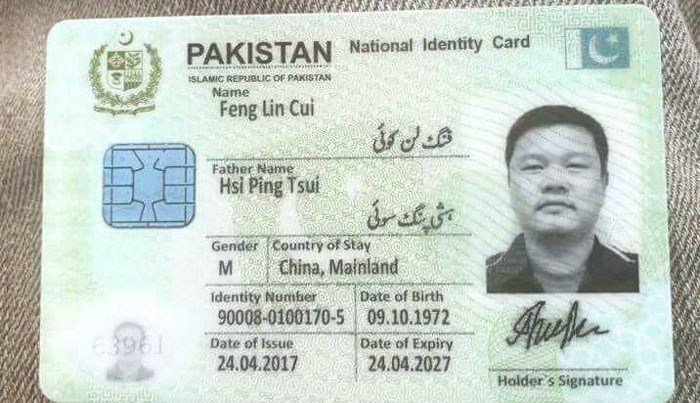 PAKISTAN National Identity Card
ISLAMIC REPUBLIC OF PAKISTAN
Name
Feng Lin Cui
فنگ لن کوئی
Father Name
Hsi Ping Tsui
ہشی پنگ سوئی
Gender Country of Stay
M China, Mainland
Identity Number Date of Birth
90008-0100170-5 09.10.1972
Date of Issue Date of Expiry
24.04.2017 24.04.2027
63961
Holder's Signature